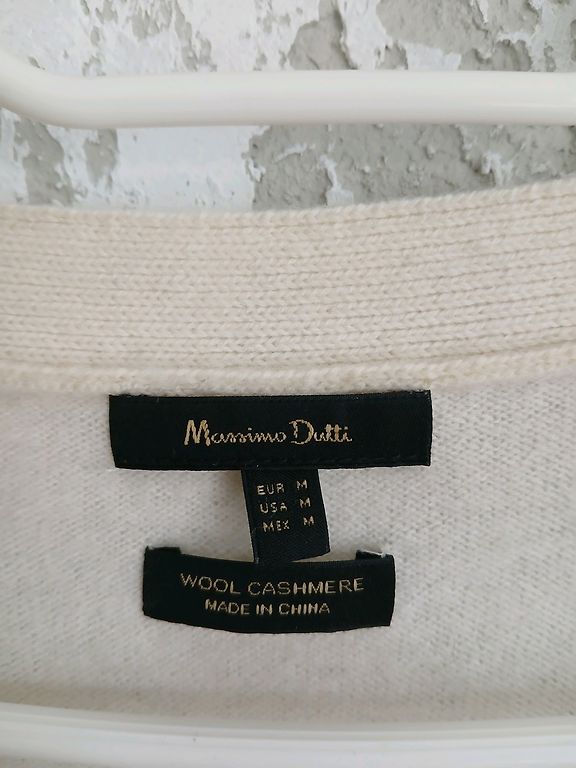 Massimo Dutti
EUR M
USA M
MEX M
WOOL CASHMERE
MADE IN CHINA